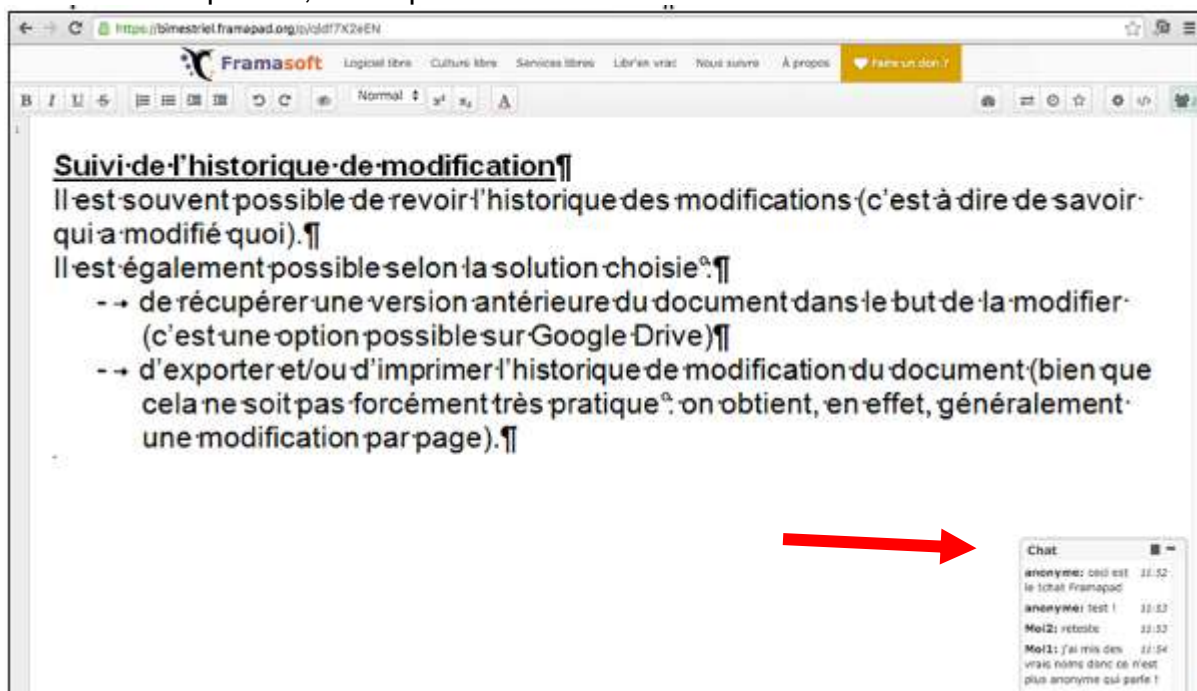 https://bimestriel.framapad.org/p/
Framasoft Logiciel libre Culture libre Services libres Libr'en vrac Nous suivre À propos Faire un don ?
B I U S Normal x² x₂ A
1
Suivi·de·l'historique·de·modification¶
Il·est·souvent·possible·de·revoir·l'historique·des·modifications·(c'est·à·dire·de·savoir·
qui·a·modifié·quoi).¶
Il·est·également·possible·selon·la·solution·choisie°:¶
- → de·récupérer·une·version·antérieure·du·document·dans·le·but·de·la·modifier·
(c'est·une·option·possible·sur·Google·Drive)¶
- → d'exporter·et/ou·d'imprimer·l'historique·de·modification·du·document·(bien·que
cela·ne·soit·pas·forcément·très·pratique°:·on·obtient,·en·effet,·généralement·
une·modification·par·page).¶
Chat
anonyme: ceci est 11:52
le tchat Framapad
anonyme: test ! 11:53
Moi2: reteste 11:53
Moi1: j'ai mis des 11:54
vrais noms donc ce n'est
plus anonyme qui parle !